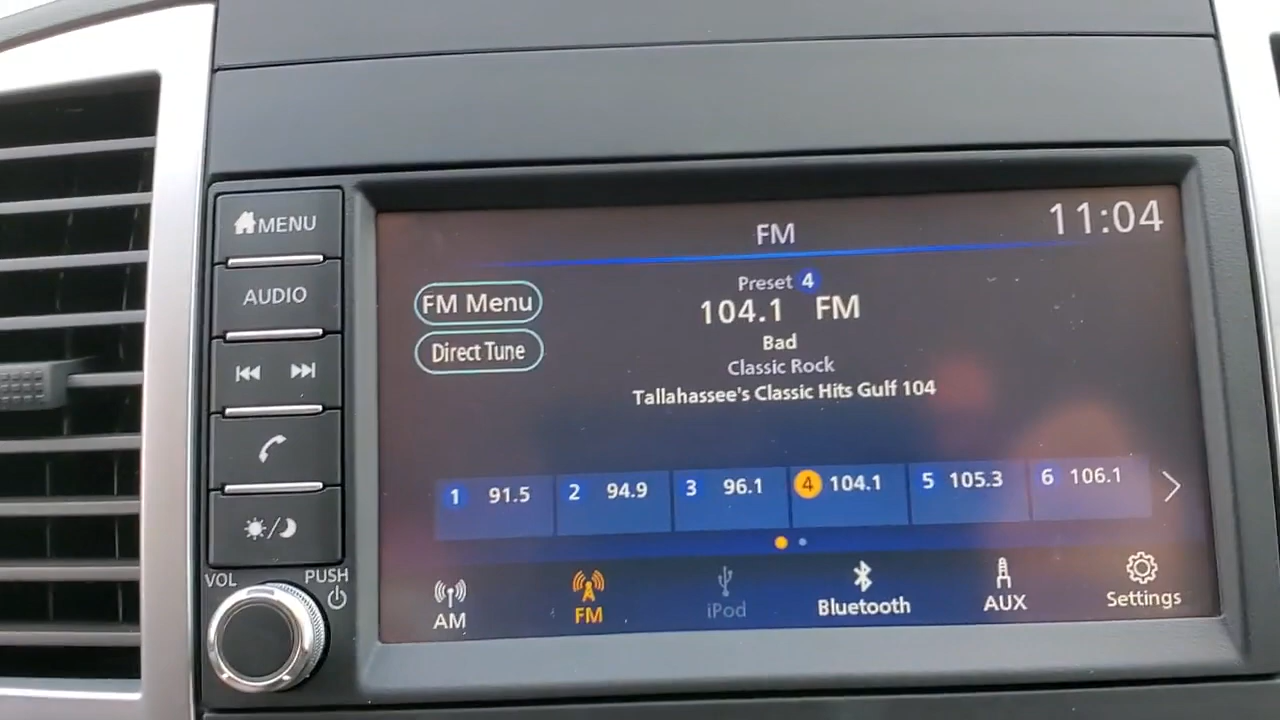 MENU
AUDIO
VOL
PUSH
FM
11:04
FM Menu
Direct Tune
Preset 4
104.1 FM
Bad
Classic Rock
Tallahassee's Classic Hits Gulf 104
1 91.5
2 94.9
3 96.1
4 104.1
5 105.3
6 106.1
AM
FM
iPod
Bluetooth
AUX
Settings